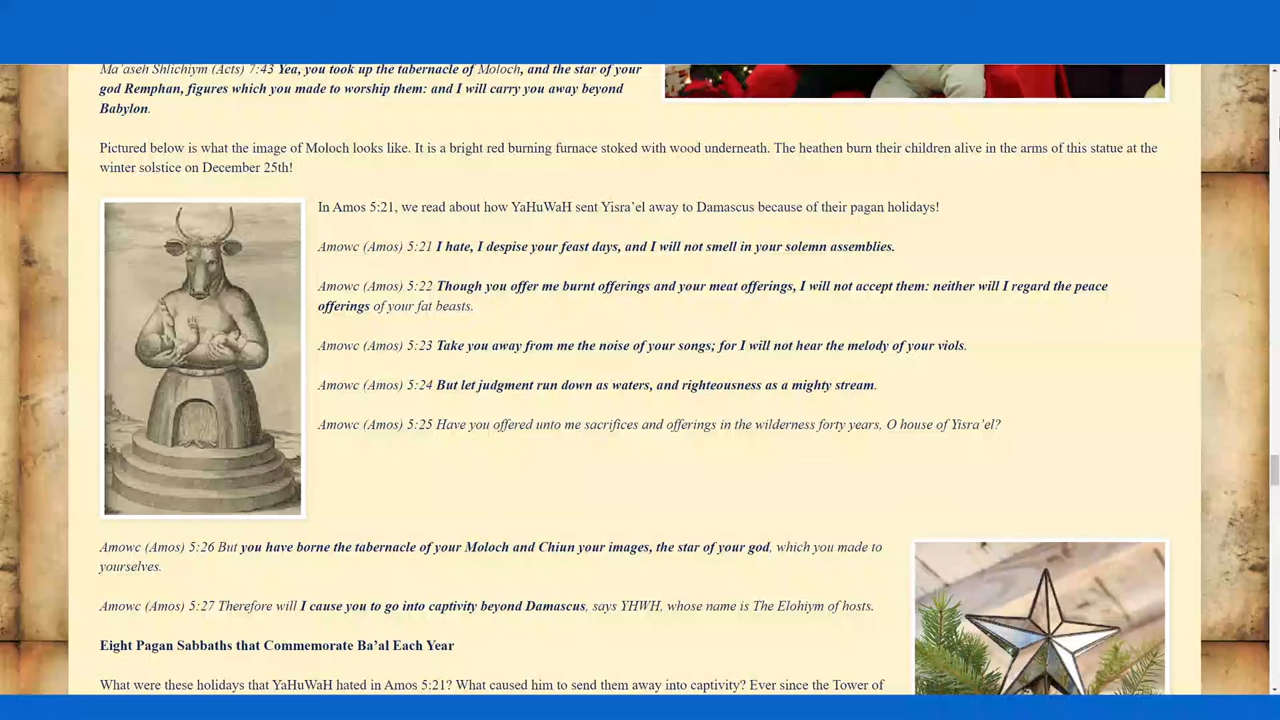 Ma’aseh Shlichiym (Acts) 7:43 Yea, you took up the tabernacle of Moloch, and the star of your
god Remphan, figures which you made to worship them: and I will carry you away beyond
Babylon.
Pictured below is what the image of Moloch looks like. It is a bright red burning furnace stoked with wood underneath. The heathen burn their children alive in the arms of this statue at the
winter solstice on December 25th!
In Amos 5:21, we read about how YaHuWaH sent Yisra’el away to Damascus because of their pagan holidays!
Amowc (Amos) 5:21 I hate, I despise your feast days, and I will not smell in your solemn assemblies.
Amowc (Amos) 5:22 Though you offer me burnt offerings and your meat offerings, I will not accept them: neither will I regard the peace
offerings of your fat beasts.
Amowc (Amos) 5:23 Take you away from me the noise of your songs; for I will not hear the melody of your viols.
Amowc (Amos) 5:24 But let judgment run down as waters, and righteousness as a mighty stream.
Amowc (Amos) 5:25 Have you offered unto me sacrifices and offerings in the wilderness forty years, O house of Yisra’el?
Amowc (Amos) 5:26 But you have borne the tabernacle of your Moloch and Chiun your images, the star of your god, which you made to
yourselves.
Amowc (Amos) 5:27 Therefore will I cause you to go into captivity beyond Damascus, says YHWH, whose name is The Elohiym of hosts.
Eight Pagan Sabbaths that Commemorate Ba’al Each Year
What were these holidays that YaHuWaH hated in Amos 5:21? What caused him to send them away into captivity? Ever since the Tower of